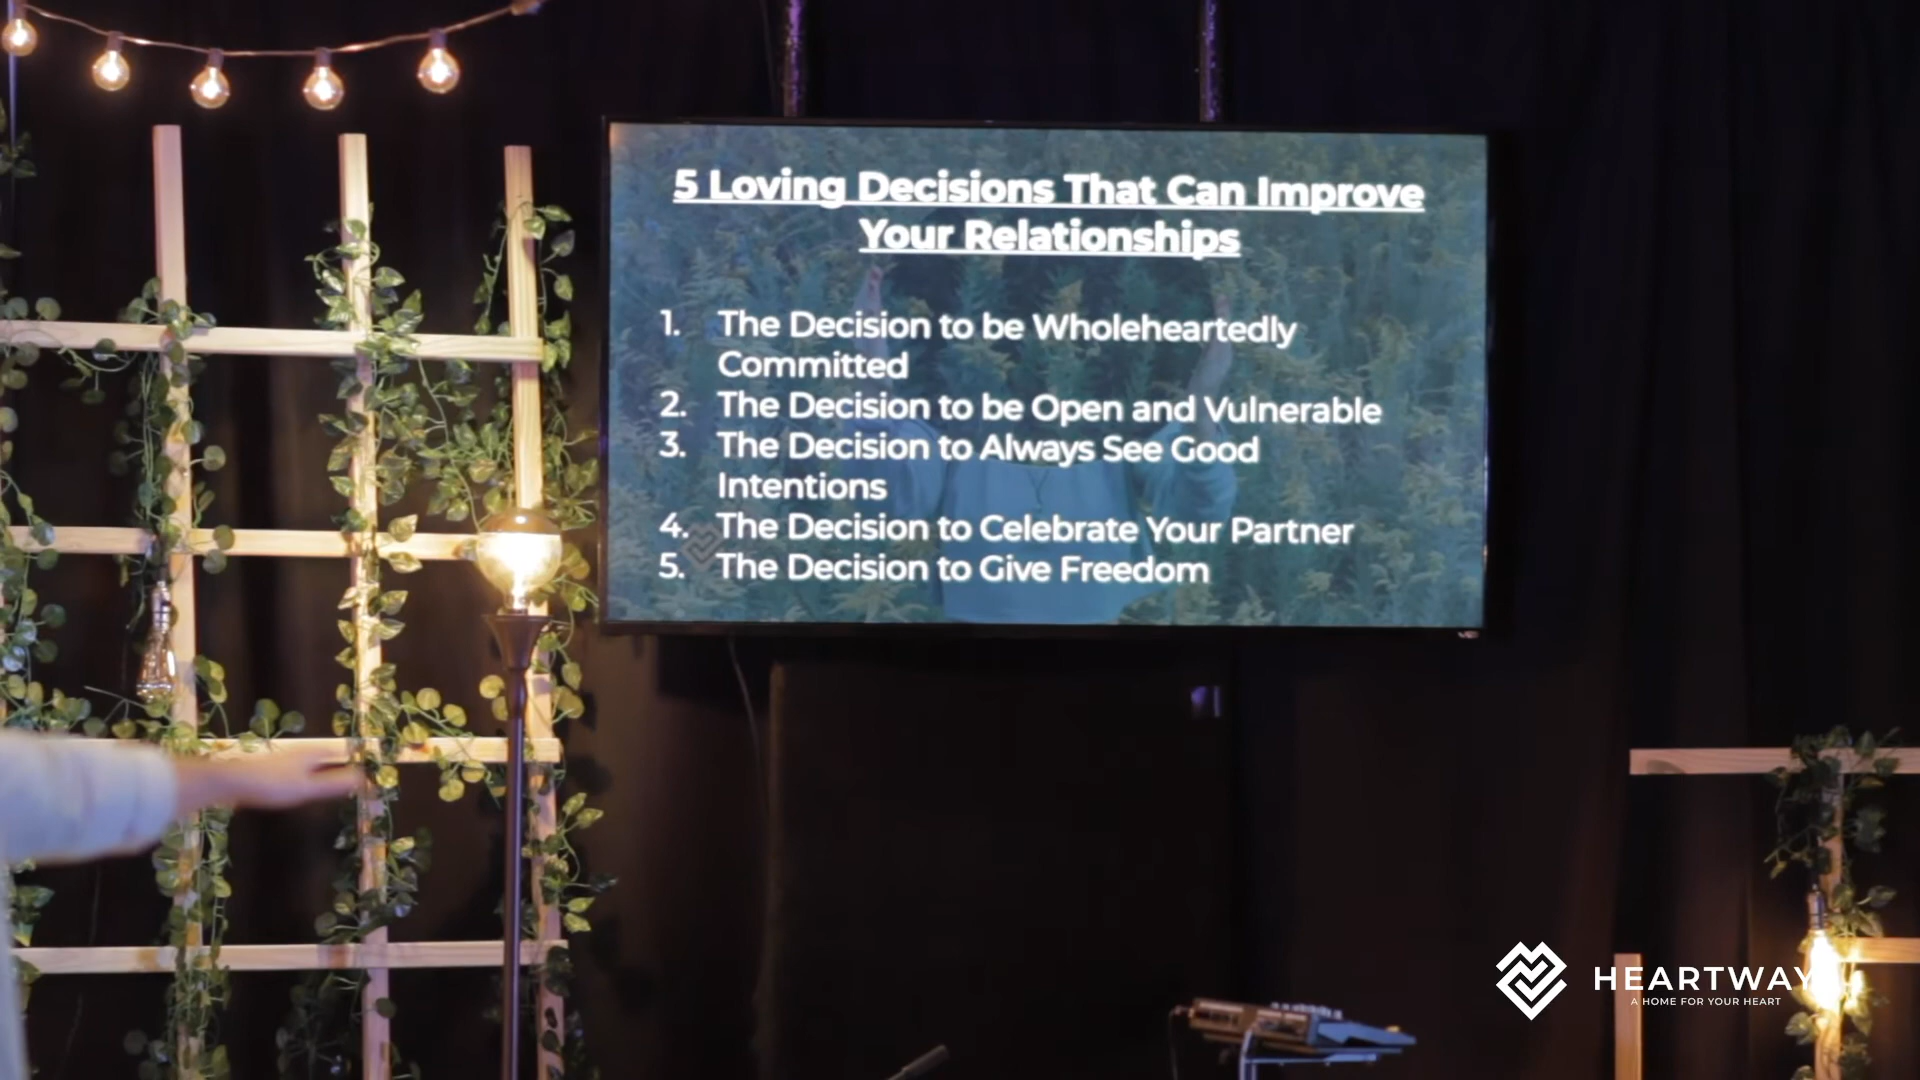 5 Loving Decisions That Can Improve
Your Relationships
1. The Decision to be Wholeheartedly
Committed
2. The Decision to be Open and Vulnerable
3. The Decision to Always See Good
Intentions
4. The Decision to Celebrate Your Partner
5. The Decision to Give Freedom
HEARTWAY
A HOME FOR YOUR HEART